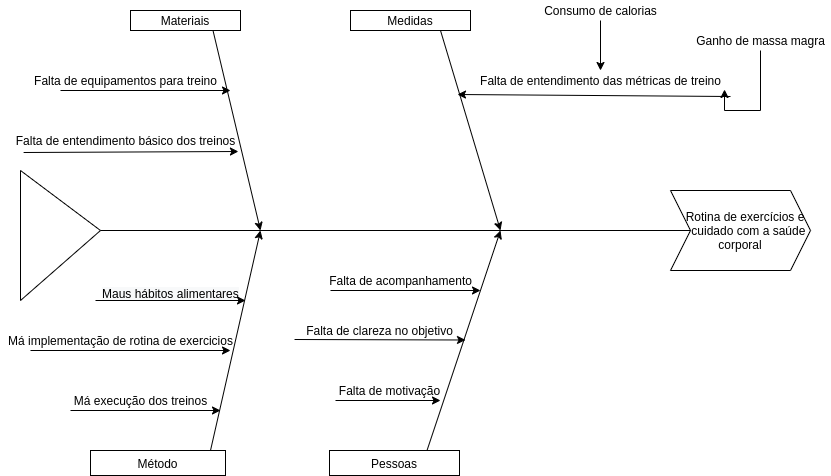 Materiais
Medidas
Consumo de calorias
Ganho de massa magra
Falta de equipamentos para treino
Falta de entendimento das métricas de treino
Falta de entendimento básico dos treinos
Rotina de exercícios e
cuidado com a saúde
corporal
Maus hábitos alimentares
Falta de acompanhamento
Má implementação de rotina de exercicios
Falta de clareza no objetivo
Má execução dos treinos
Falta de motivação
Método
Pessoas